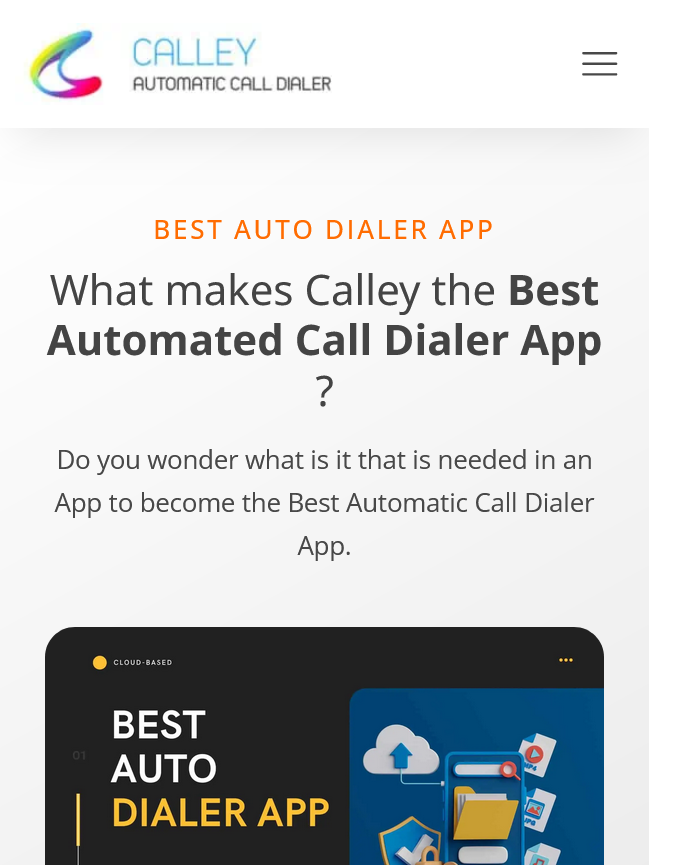 CALLEY
AUTOMATIC CALL DIALER
BEST AUTO DIALER APP
What makes Calley the Best
Automated Call Dialer App
?
Do you wonder what is it that is needed in an
App to become the Best Automatic Call Dialer
App.
CLOUD-BASED
BEST
01
AUTO
DIALER APP
MP4
JPG